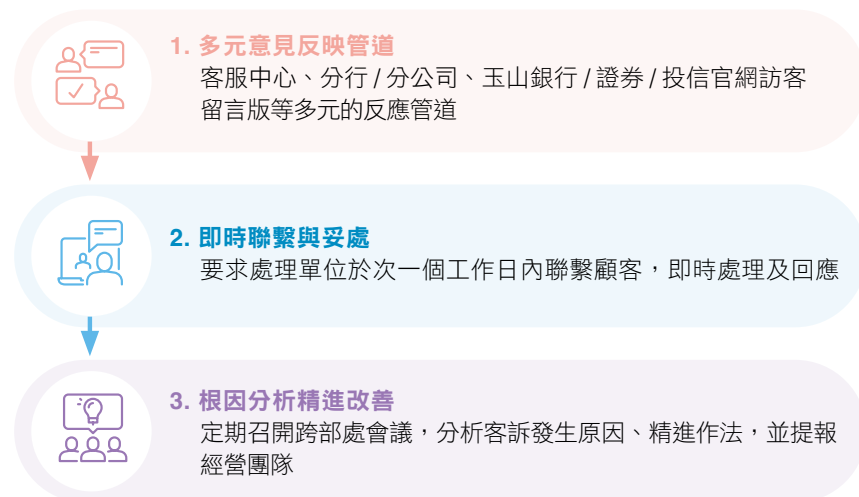 1. 多元意見反映管道
客服中心、分行 / 分公司、玉山銀行 / 證券 / 投信官網訪客
留言版等多元的反應管道
2. 即時聯繫與妥處
要求處理單位於次一個工作日內聯繫顧客，即時處理及回應
3. 根因分析精進改善
定期召開跨部處會議，分析客訴發生原因、精進作法，並提報
經營團隊